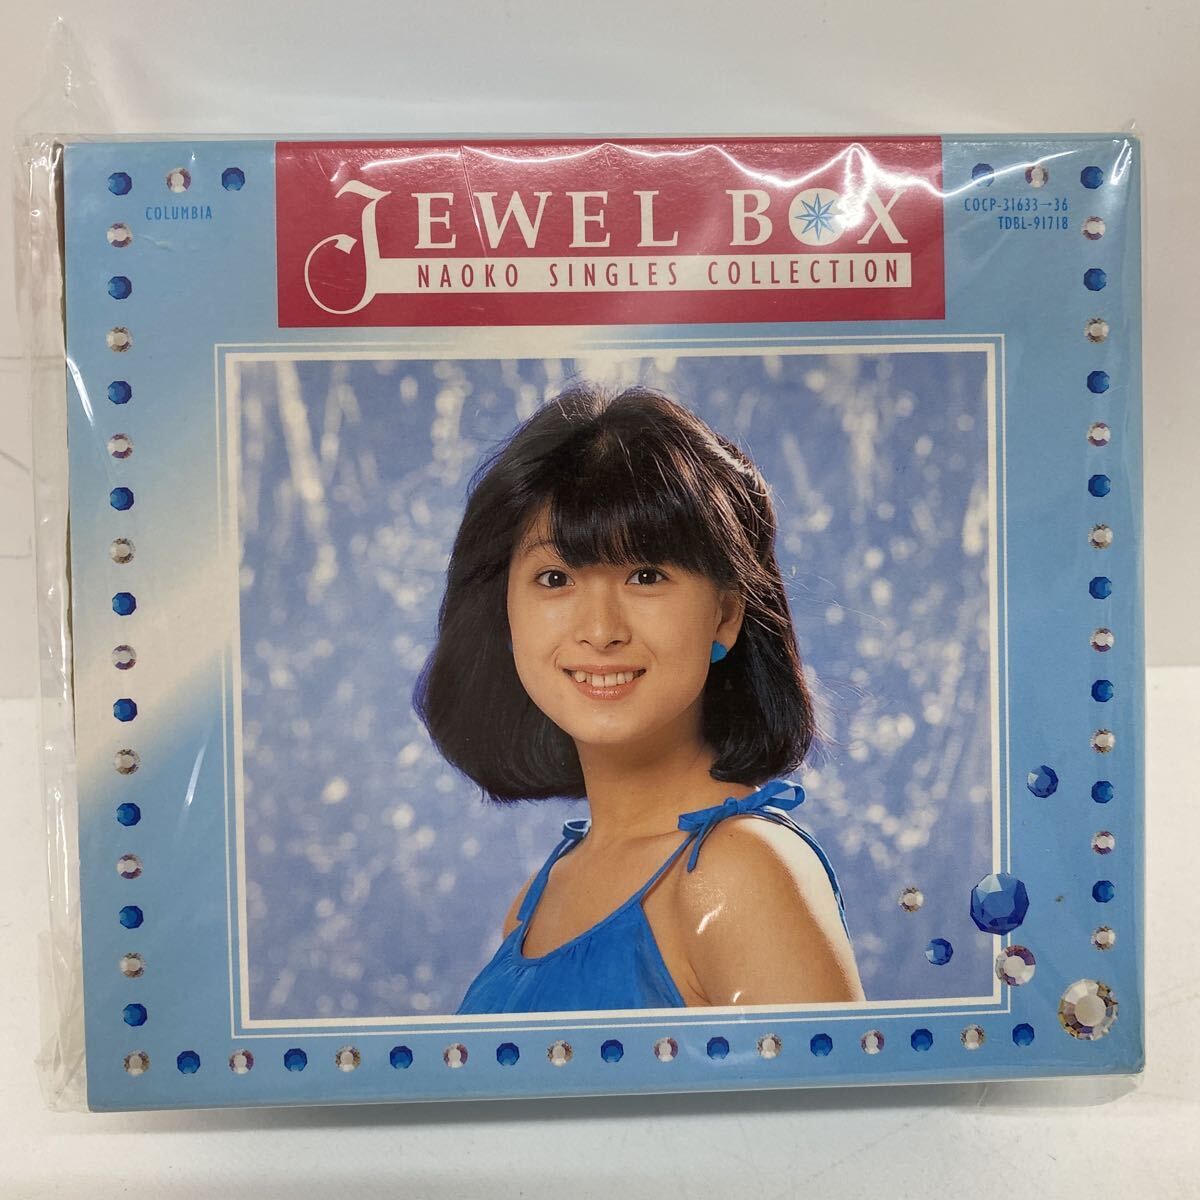 JEWEL BOX
NAOKO SINGLES COLLECTION
COLUMBIA
COCP-31633→36
TDBL-91718